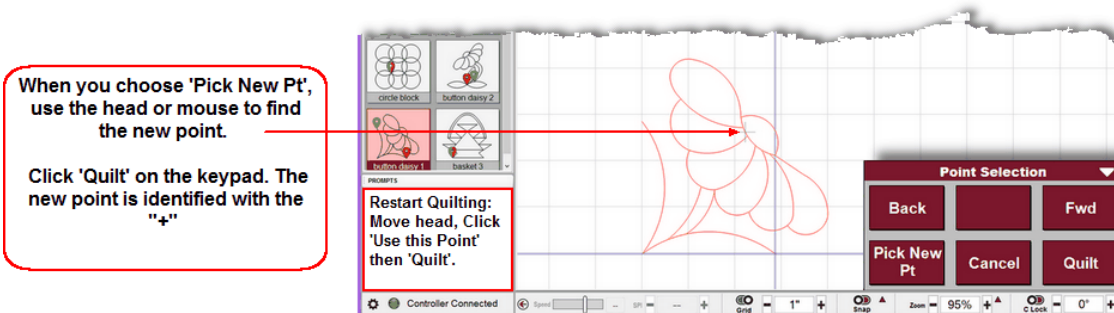 When you choose 'Pick New Pt',
use the head or mouse to find
the new point.
Click 'Quilt' on the keypad. The
new point is identified with the
"+"
circle block
button daisy 2
button daisy 1
basket 3
PROMPTS
Restart Quilting:
Move head, Click
'Use this Point'
then 'Quilt'.
Point Selection
Back
Fwd
Pick New
Pt
Cancel
Quilt
Controller Connected
Speed
--
SPI
-
--
+
Grid
-
1"
+
Snap
Zoom
-
95%
+
C Lock
-
0°
+